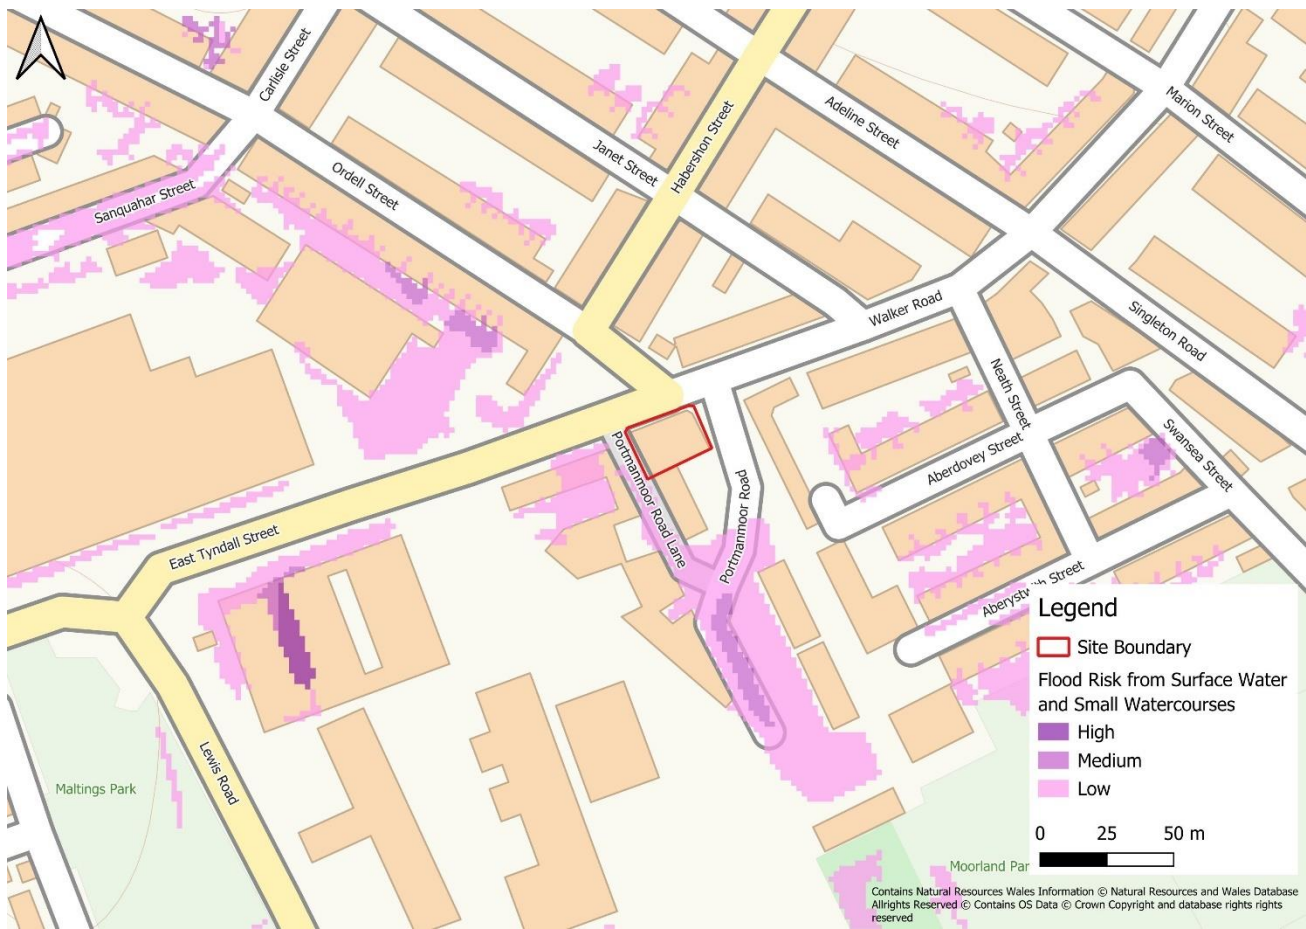 Carlisle Street
Marion Street
Adeline Street
Habershon Street
Janet Street
Ordell Street
Sanquahar Street
Walker Road
Singleton Road
Neath Street
Swansea Street
Aberdovey Street
Portmanmoor Road Lane
Portmanmoor Road
East Tyndall Street
Aberystwith Street
Lewis Road
Maltings Park
Moorland Par
Legend
Site Boundary
Flood Risk from Surface Water
and Small Watercourses
High
Medium
Low
0 25 50 m
Contains Natural Resources Wales Information © Natural Resources and Wales Database
Allrights Reserved © Contains OS Data © Crown Copyright and database rights rights
reserved